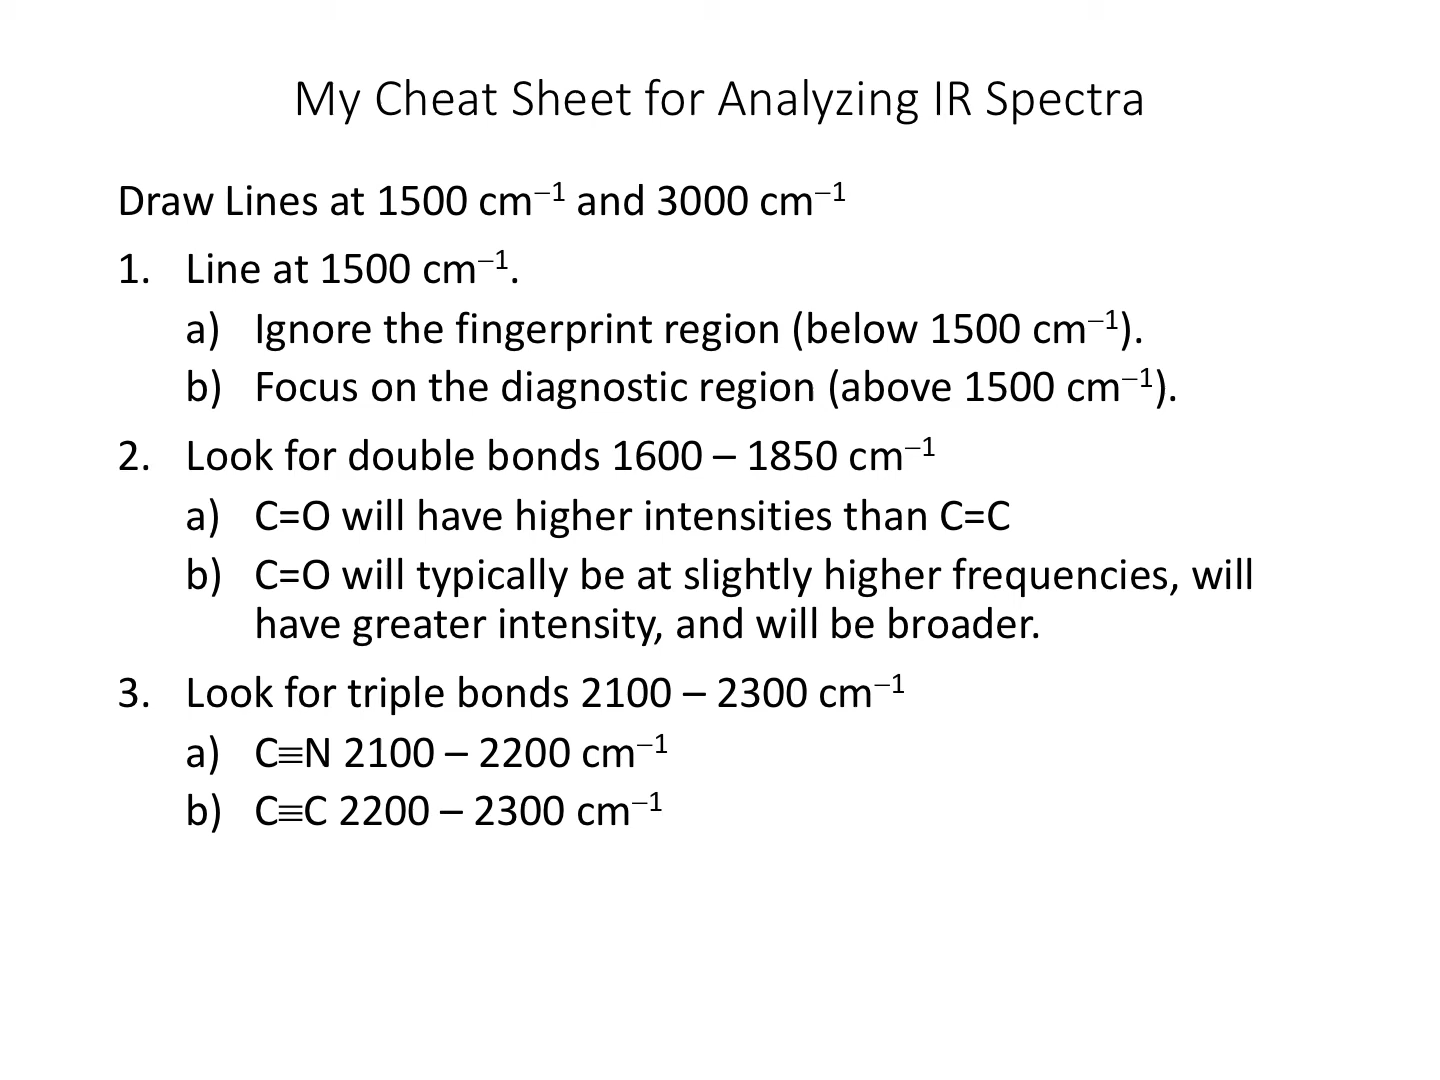 My Cheat Sheet for Analyzing IR Spectra
Draw Lines at 1500 cm⁻¹ and 3000 cm⁻¹
1. Line at 1500 cm⁻¹.
a) Ignore the fingerprint region (below 1500 cm⁻¹).
b) Focus on the diagnostic region (above 1500 cm⁻¹).
2. Look for double bonds 1600 – 1850 cm⁻¹
a) C=O will have higher intensities than C=C
b) C=O will typically be at slightly higher frequencies, will
have greater intensity, and will be broader.
3. Look for triple bonds 2100 – 2300 cm⁻¹
a) C≡N 2100 – 2200 cm⁻¹
b) C≡C 2200 – 2300 cm⁻¹